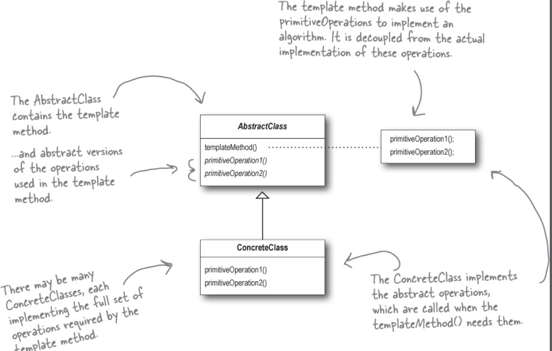 The template method makes use of the
primitiveOperations to implement an
algorithm. It is decoupled from the actual
implementation of these operations.
The AbstractClass
contains the template
method.
...and abstract versions
of the operations
used in the template
method.
AbstractClass
templateMethod()
primitiveOperation1()
primitiveOperation2()
primitiveOperation1();
primitiveOperation2();
ConcreteClass
primitiveOperation1()
primitiveOperation2()
There may be many
ConcreteClasses, each
implementing the full set of
operations required by the
template method.
The ConcreteClass implements
the abstract operations,
which are called when the
templateMethod() needs them.